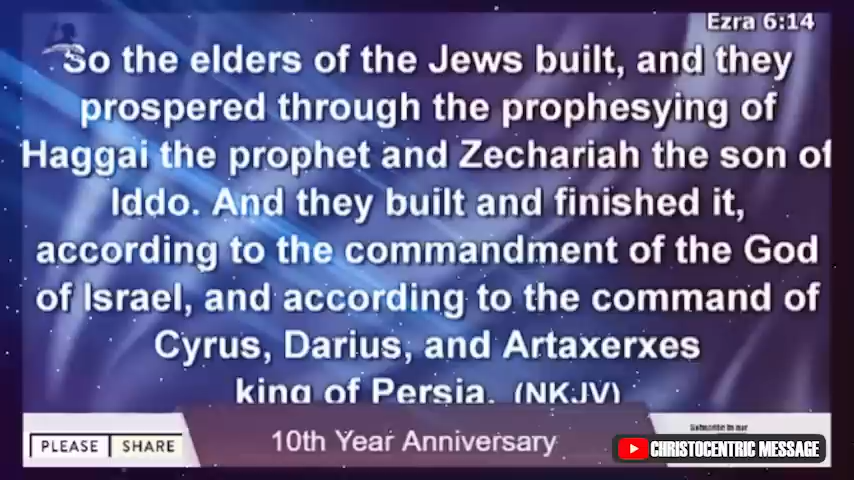 Ezra 6:14
So the elders of the Jews built, and they
prospered through the prophesying of
Haggai the prophet and Zechariah the son of
Iddo. And they built and finished it,
according to the commandment of the God
of Israel, and according to the command of
Cyrus, Darius, and Artaxerxes
king of Persia. (NKJV)
PLEASE SHARE
10th Year Anniversary
Subscribe to our
CHRISTOCENTRIC MESSAGE